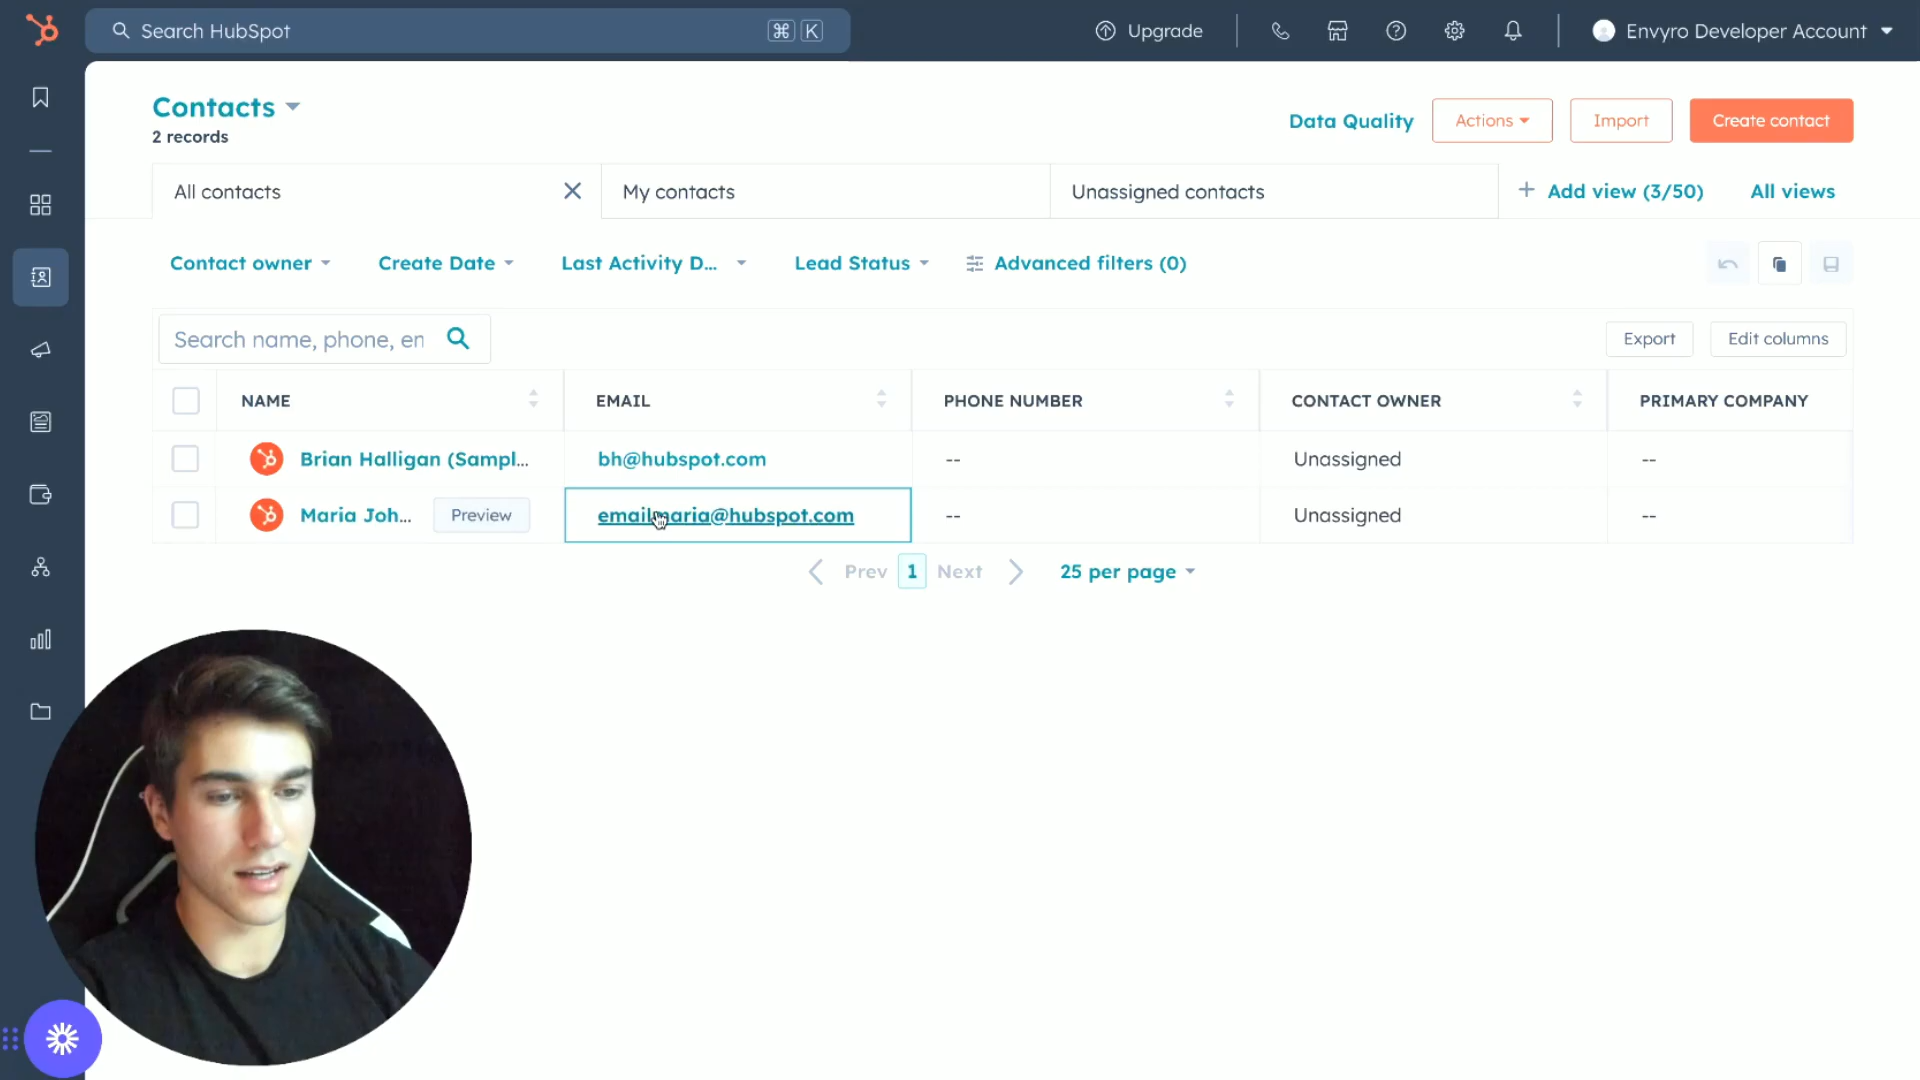 Search HubSpot
⌘ K
Upgrade
Envyro Developer Account
Contacts
2 records
Data Quality
Actions
Import
Create contact
All contacts
My contacts
Unassigned contacts
+ Add view (3/50)
All views
Contact owner
Create Date
Last Activity D...
Lead Status
Advanced filters (0)
Search name, phone, en
Export
Edit columns
NAME
EMAIL
PHONE NUMBER
CONTACT OWNER
PRIMARY COMPANY
Brian Halligan (Sampl...
bh@hubspot.com
--
Unassigned
--
Maria Joh...
Preview
emailmaria@hubspot.com
--
Unassigned
--
Prev
1
Next
25 per page